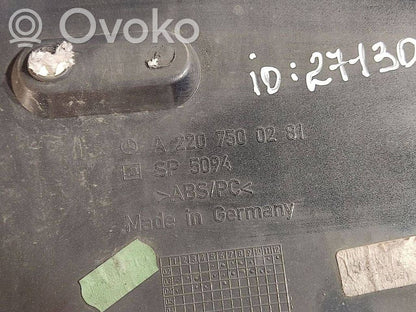 Ovoko
iD: 27130
A 220 750 02 81
SP 5094
>ABS/PC<
Made in Germany